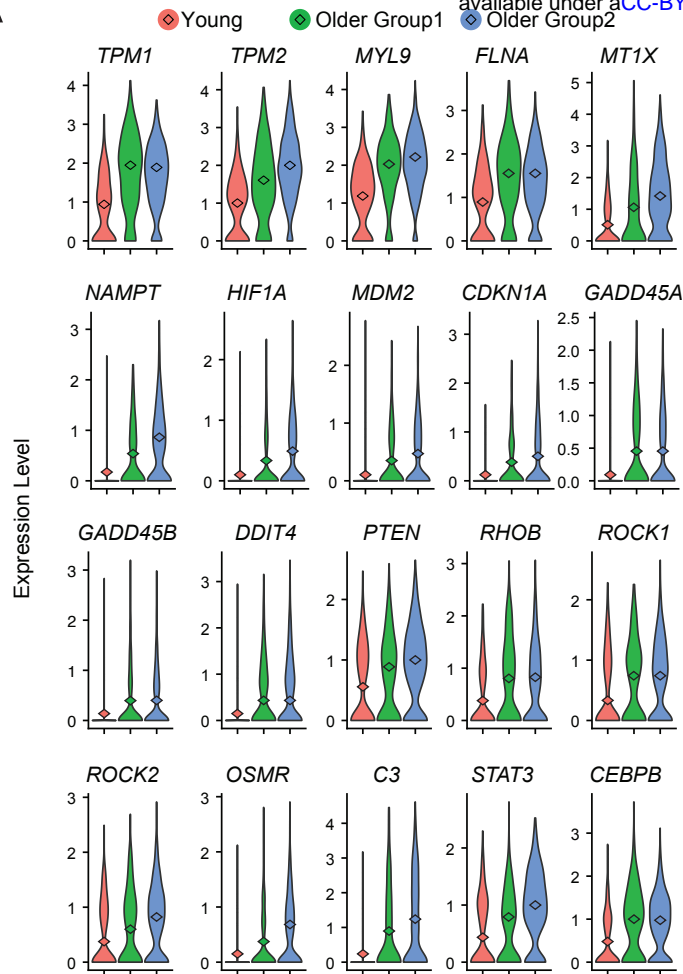 available under aCC-BY
Young Older Group1 Older Group2
TPM1 TPM2 MYL9 FLNA MT1X
4 3 2 1 0
4 3 2 1 0
4 3 2 1 0
3 2 1 0
5 4 3 2 1 0
NAMPT HIF1A MDM2 CDKN1A GADD45A
3 2 1 0
2 1 0
2 1 0
3 2 1 0
2.5 2.0 1.5 1.0 0.5 0.0
Expression Level
GADD45B DDIT4 PTEN RHOB ROCK1
3 2 1 0
3 2 1 0
2 1 0
3 2 1 0
2 1 0
ROCK2 OSMR C3 STAT3 CEBPB
3 2 1 0
3 2 1 0
4 3 2 1 0
2 1 0
3 2 1 0